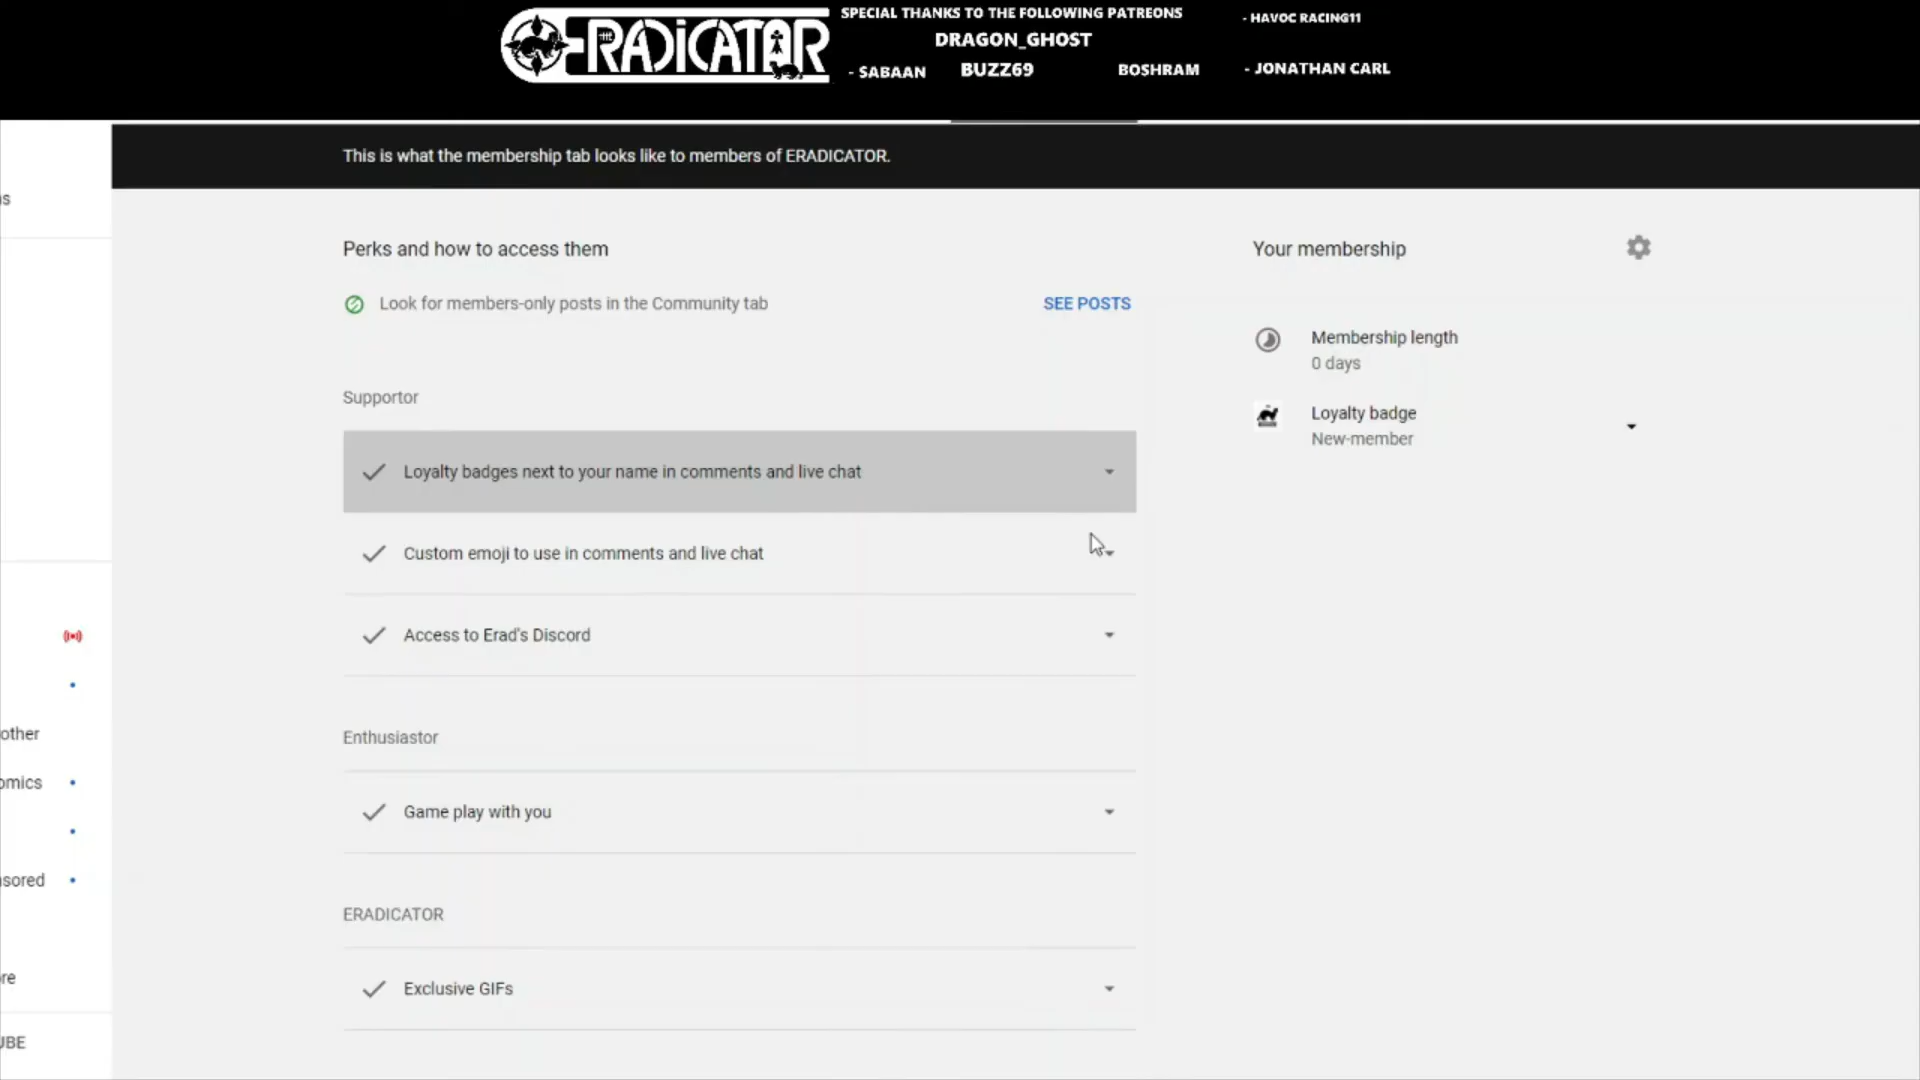 THE ERADICATOR
SPECIAL THANKS TO THE FOLLOWING PATREONS
- HAVOC RACING11
DRAGON_GHOST
- SABAAN
BUZZ69
BOSHRAM
- JONATHAN CARL
This is what the membership tab looks like to members of ERADICATOR.
Perks and how to access them
Look for members-only posts in the Community tab
SEE POSTS
Supportor
Loyalty badges next to your name in comments and live chat
Custom emoji to use in comments and live chat
Access to Erad's Discord
Enthusiastor
Game play with you
ERADICATOR
Exclusive GIFs
Your membership
Membership length
0 days
Loyalty badge
New-member
s
other
omics
sored
re
UBE